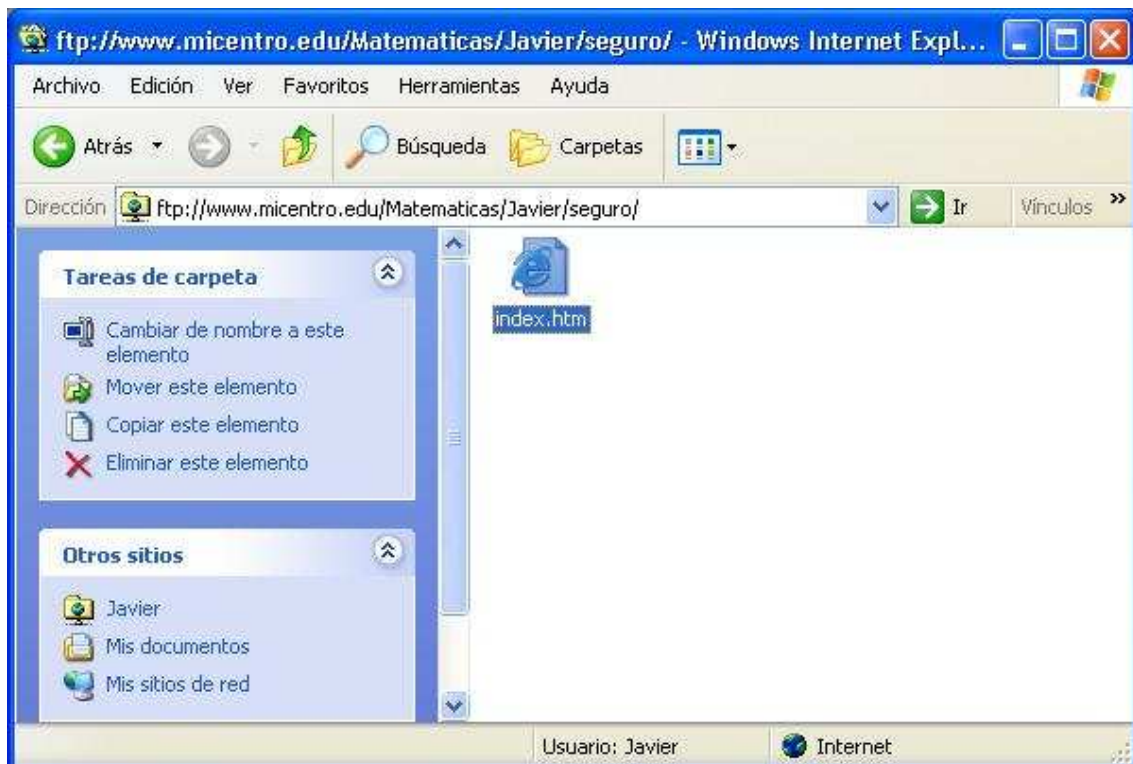 ftp://www.micentro.edu/Matematicas/Javier/seguro/ - Windows Internet Expl...
Archivo Edición Ver Favoritos Herramientas Ayuda
Atrás Búsqueda Carpetas
Dirección ftp://www.micentro.edu/Matematicas/Javier/seguro/ Ir Vínculos »
Tareas de carpeta
Cambiar de nombre a este
elemento
Mover este elemento
Copiar este elemento
Eliminar este elemento
Otros sitios
Javier
Mis documentos
Mis sitios de red
index.htm
Usuario: Javier Internet